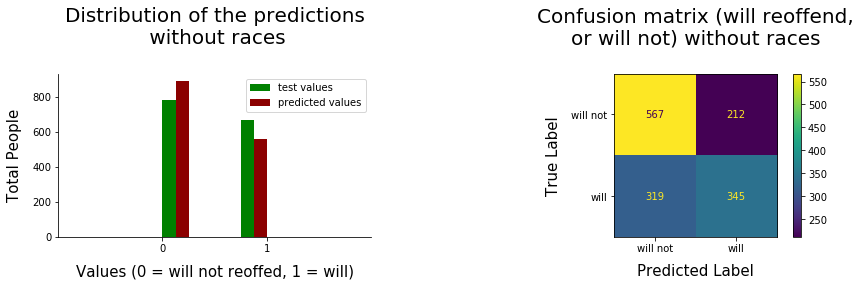 Distribution of the predictions
without races
Total People
800
600
400
200
0
test values
predicted values
0
1
Values (0 = will not reoffed, 1 = will)
Confusion matrix (will reoffend,
or will not) without races
True Label
will not
will
567
212
319
345
will not
will
Predicted Label
550
500
450
400
350
300
250